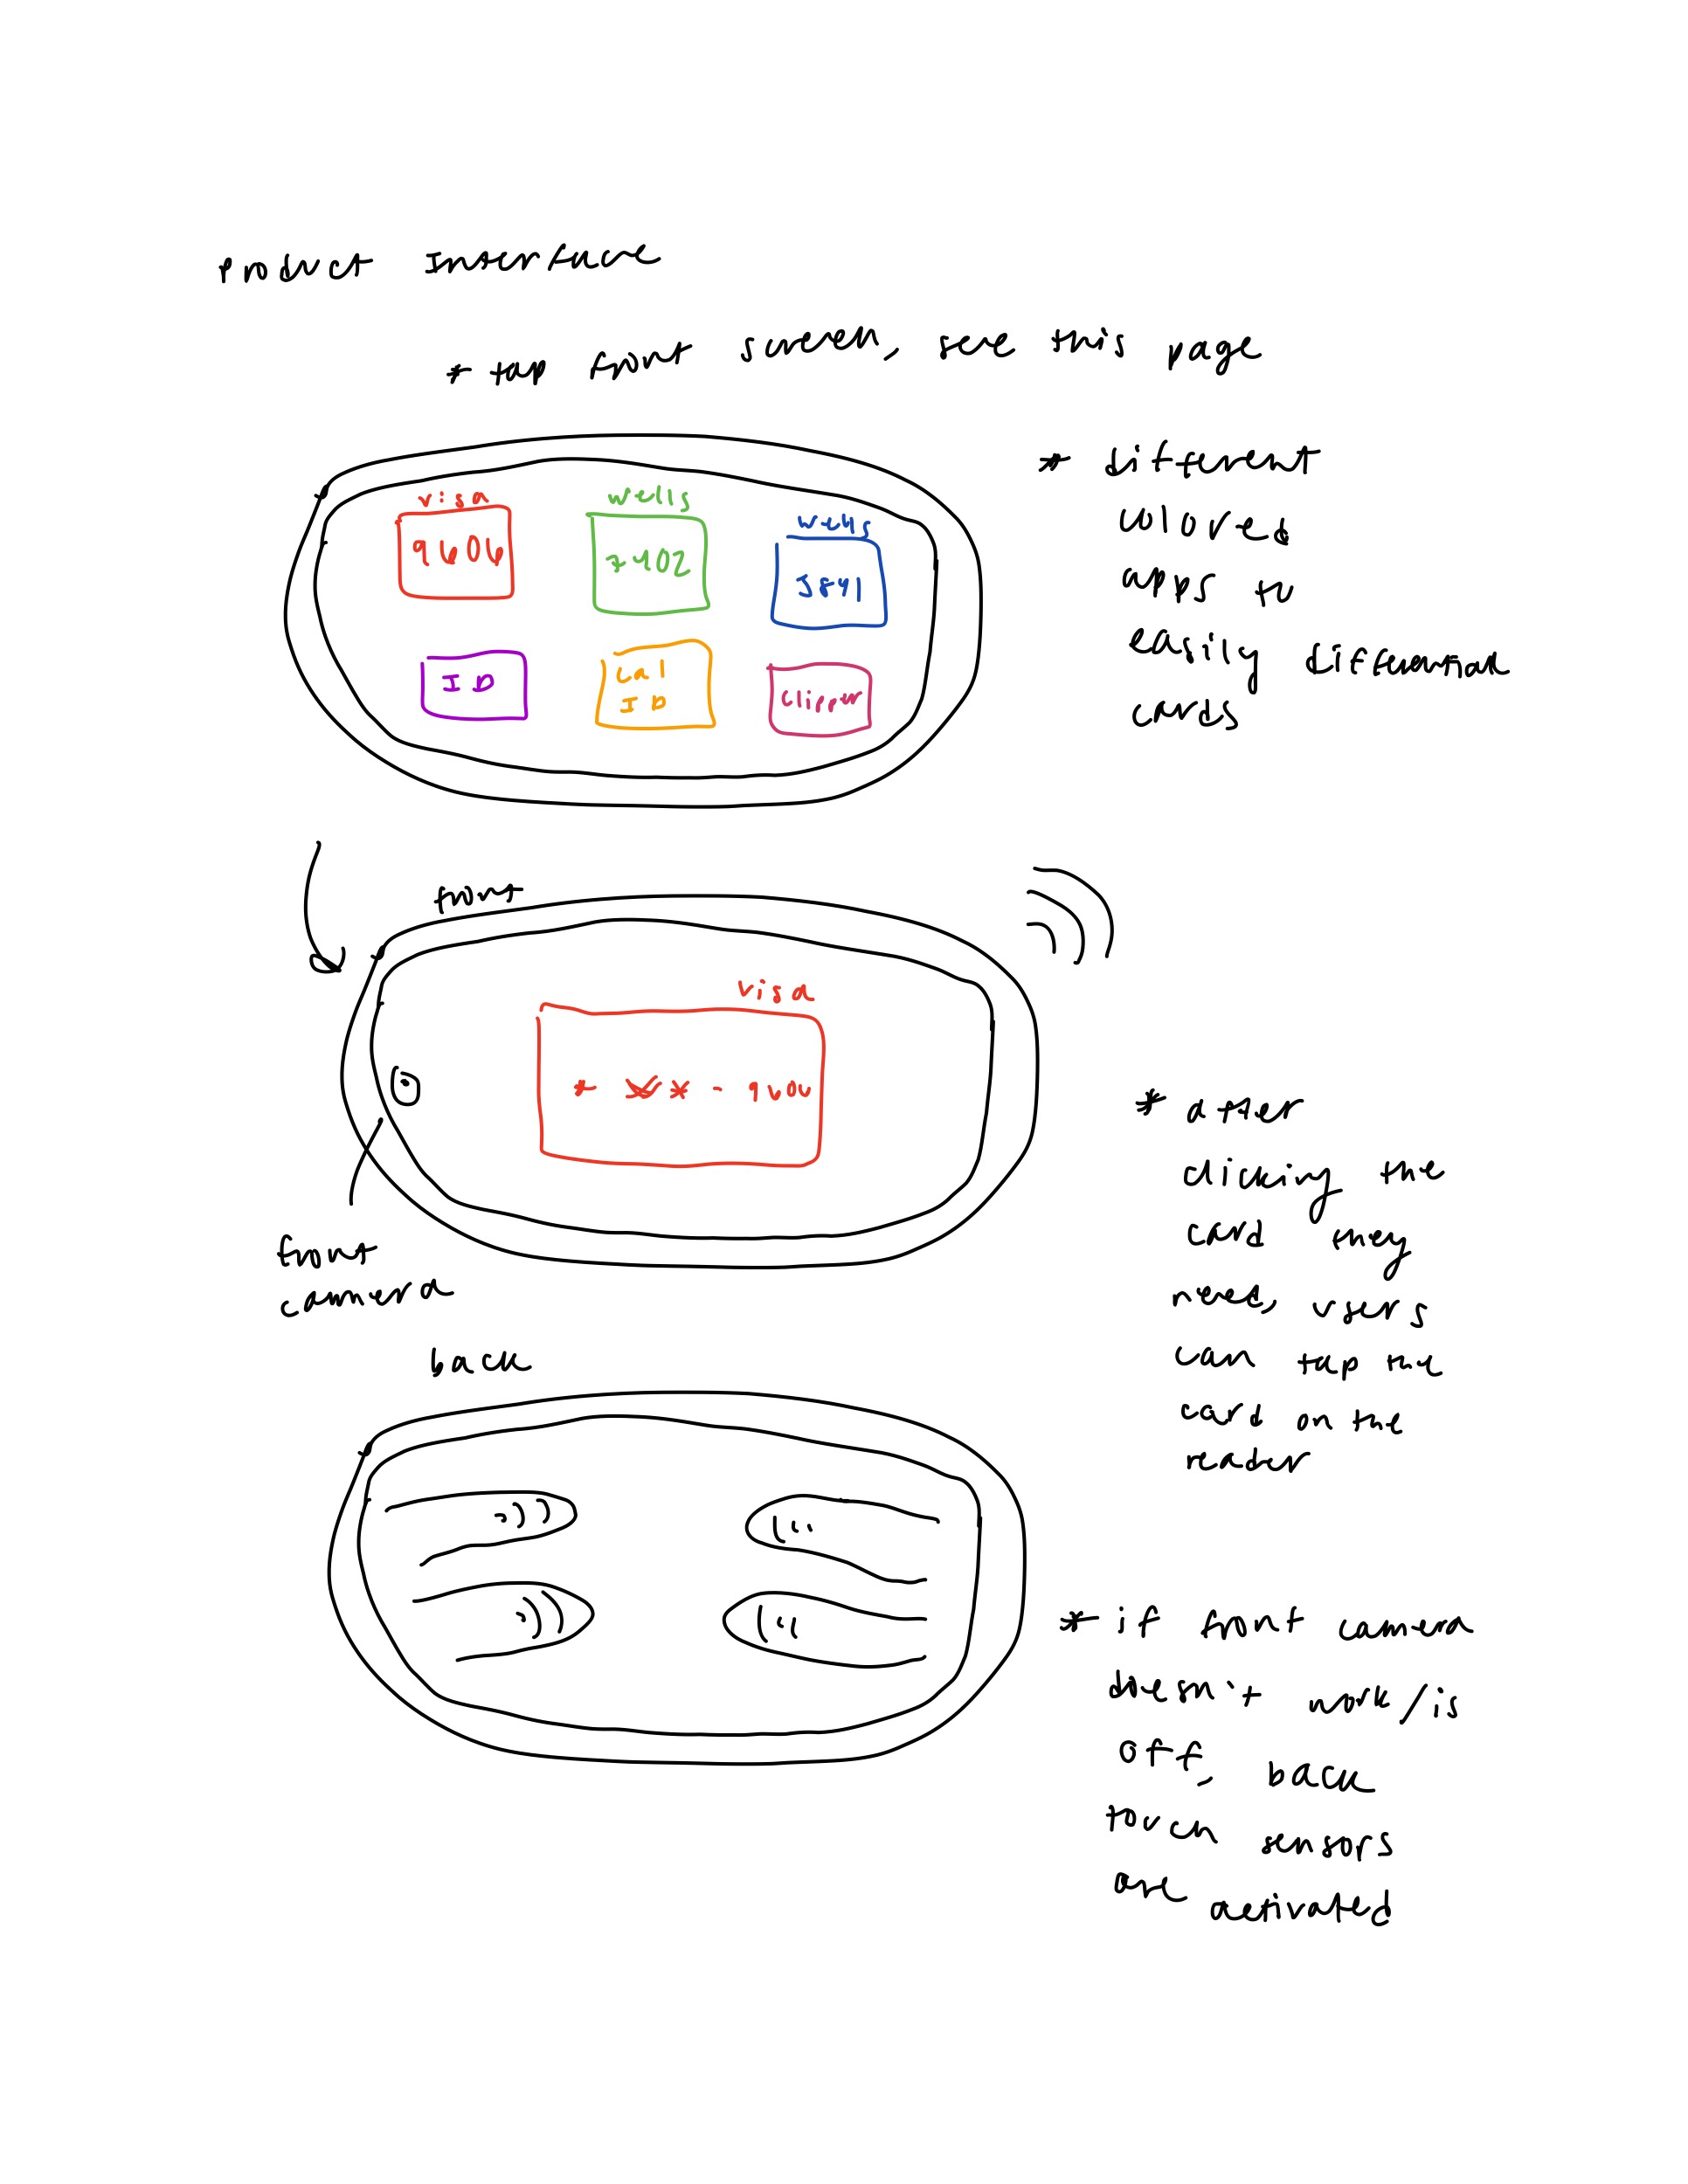 Product Interface
* tap front screen, see this page
visa
9606
wells
7402
wells
5841
ID
Cal
ID
Clipper
* different
colored
apps to
easily
cards
front
visa
* *** - 9606
front
camera
* after
clicking the
card they
need, users
can tap the
card on the
reader
back
* if front camera
doesn't work/is
off, back
touch sensors
are activated